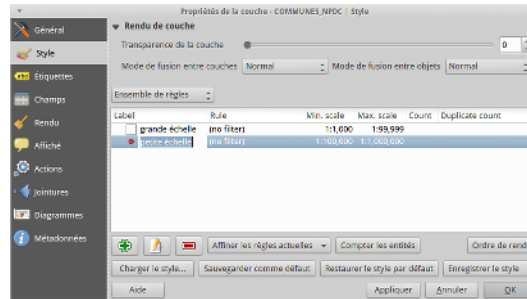 Propriétés de la couche - COMMUNES_NPDC | Style
Général
Style
Étiquettes
Champs
Rendu
Affiché
Actions
Jointures
Diagrammes
Métadonnées
Rendu de couche
Transparence de la couche 0
Mode de fusion entre couches Normal Mode de fusion entre objets Normal
Ensemble de règles
Label Rule Min. scale Max. scale Count Duplicate count
grande échelle (no filter) 1:1,000 1:99,999
petite échelle (no filter) 1:100,000 1:1,000,000
Affiner les règles actuelles Compter les entités Ordre de rend
Charger le style... Sauvegarder comme défaut Restaurer le style par défaut Enregistrer le style
Aide Appliquer Annuler OK